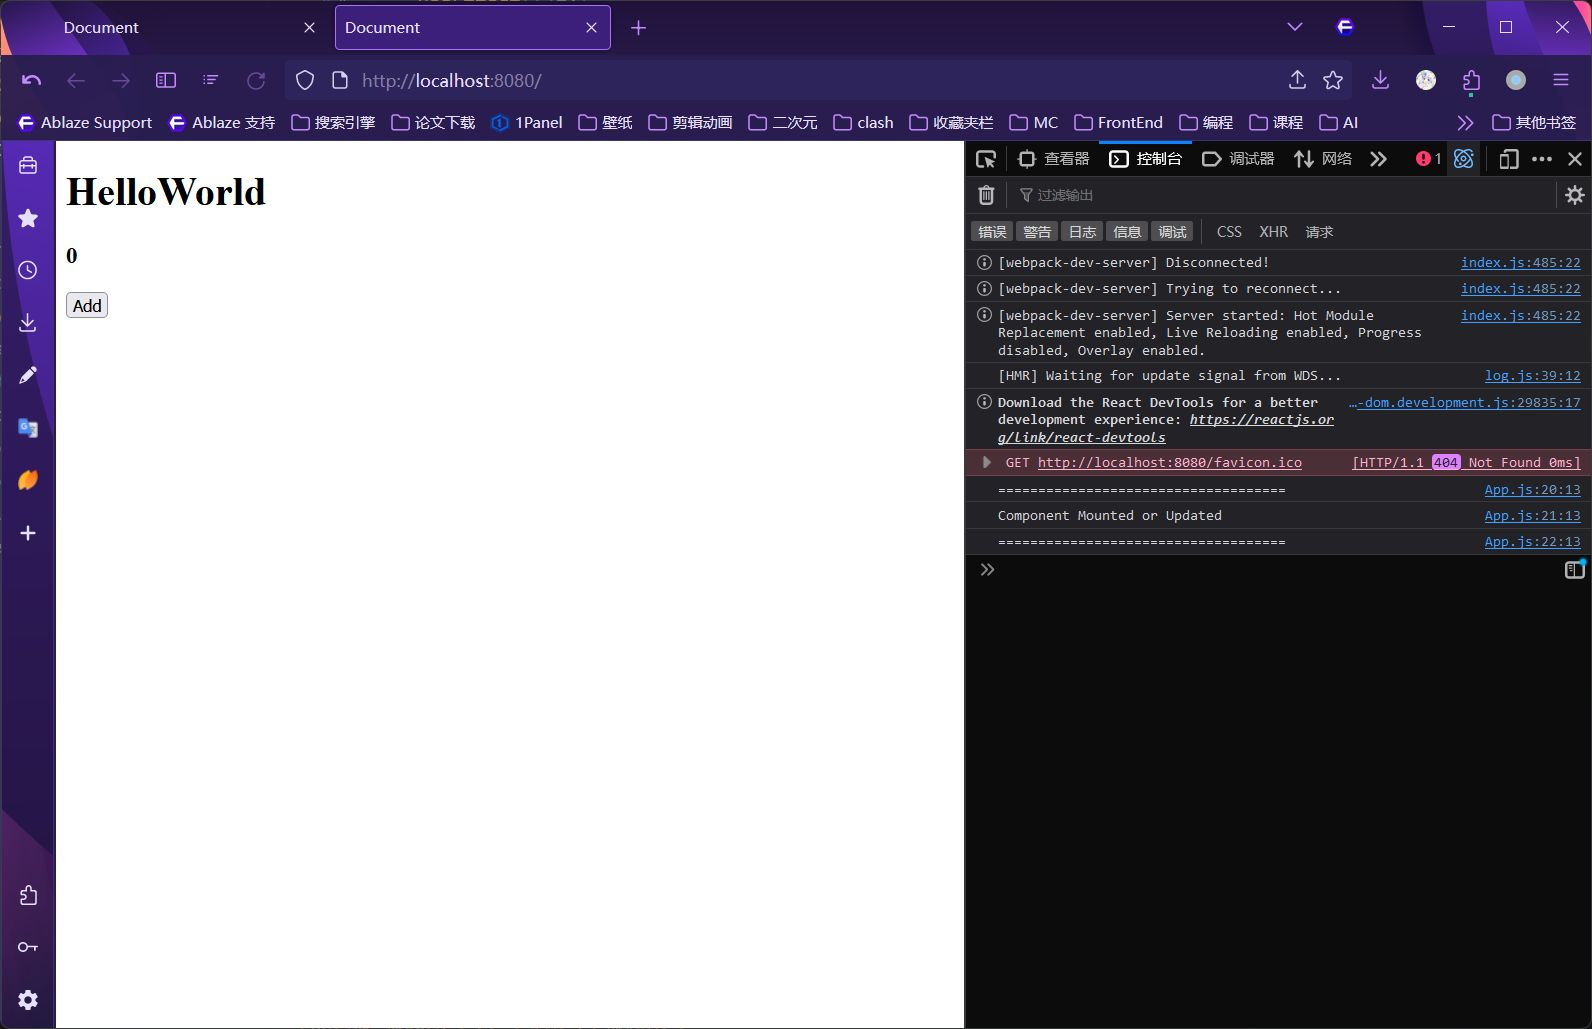 Document
Document
http://localhost:8080/
Ablaze Support
Ablaze 支持
搜索引擎
论文下载
1Panel
壁纸
剪辑动画
二次元
clash
收藏夹栏
MC
FrontEnd
编程
课程
AI
其他书签
HelloWorld
0
Add
查看器
控制台
调试器
网络
1
过滤输出
错误 警告 日志 信息 调试 CSS XHR 请求
[webpack-dev-server] Disconnected! index.js:485:22
[webpack-dev-server] Trying to reconnect... index.js:485:22
[webpack-dev-server] Server started: Hot Module index.js:485:22
Replacement enabled, Live Reloading enabled, Progress
disabled, Overlay enabled.
[HMR] Waiting for update signal from WDS... log.js:39:12
Download the React DevTools for a better …-dom.development.js:29835:17
development experience: https://reactjs.or
g/link/react-devtools
GET http://localhost:8080/favicon.ico [HTTP/1.1 404 Not Found 0ms]
==================================== App.js:20:13
Component Mounted or Updated App.js:21:13
==================================== App.js:22:13